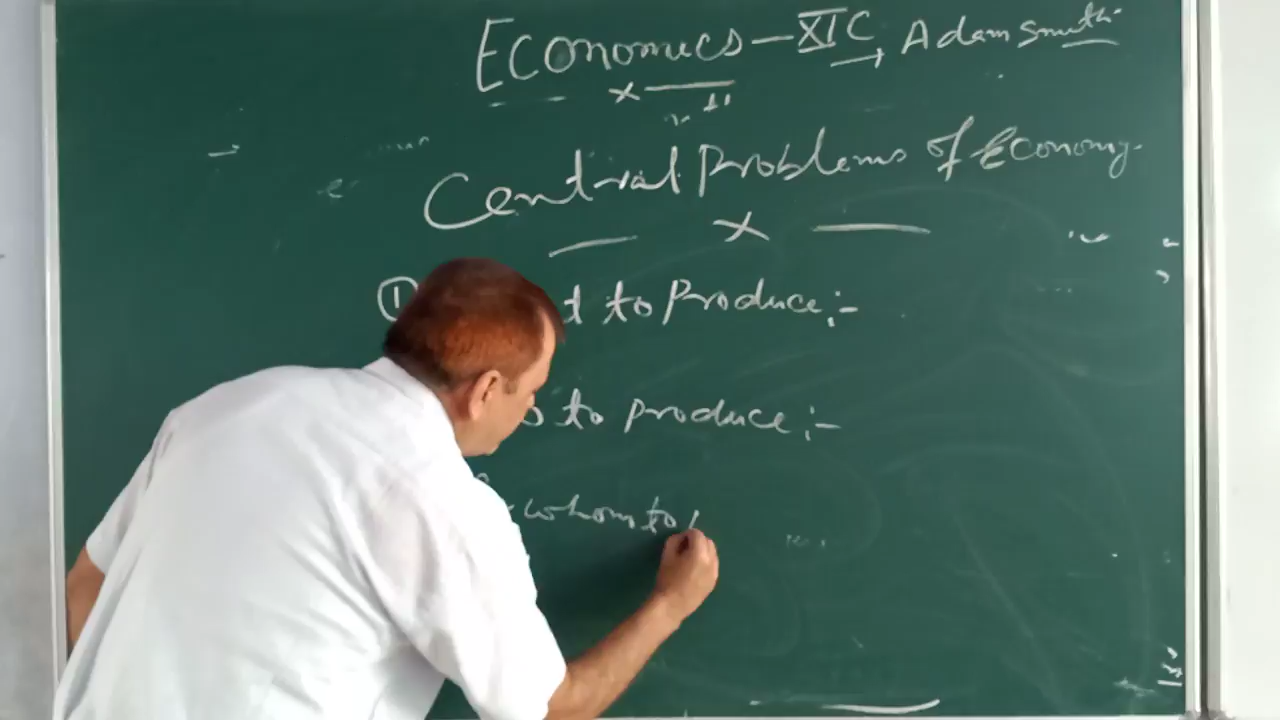 Economics - XI C → Adam Smith
Central Problems of Economy.
① t to Produce :-
to produce :-
whom to